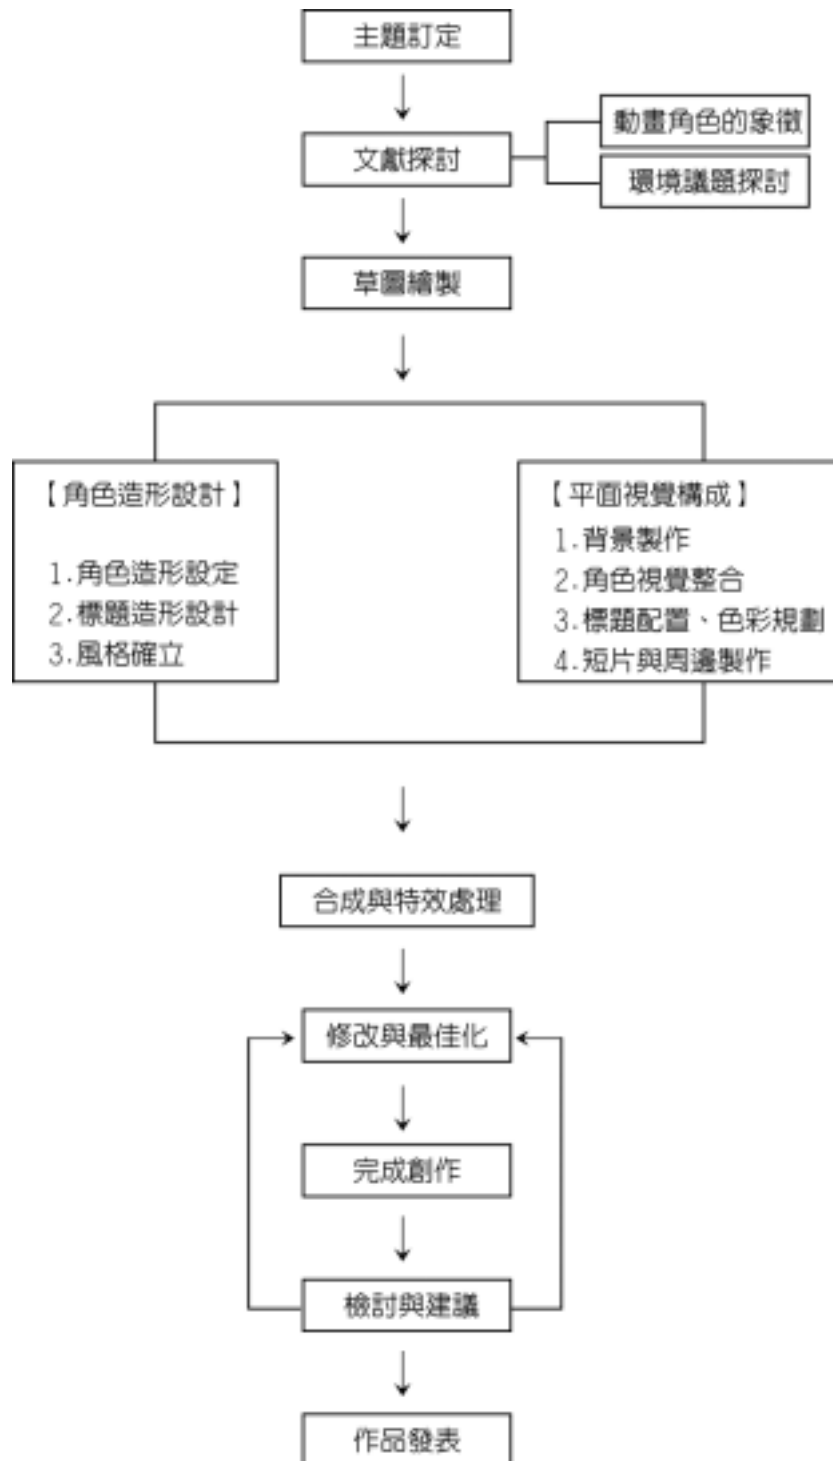 主題訂定
動畫角色的象徵
文獻探討
環境議題探討
草圖繪製
【角色造形設計】
1.角色造形設定
2.標題造形設計
3.風格確立
【平面視覺構成】
1.背景製作
2.角色視覺整合
3.標題配置、色彩規劃
4.短片與周邊製作
合成與特效處理
修改與最佳化
完成創作
檢討與建議
作品發表